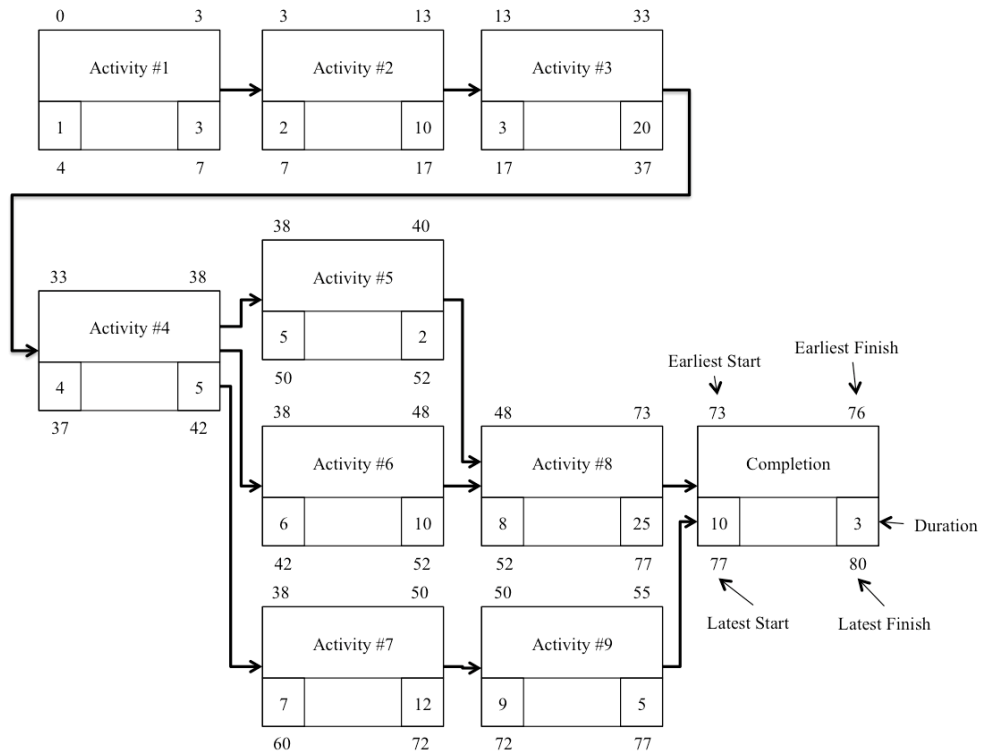 0 3 3 13 13 33
Activity #1 Activity #2 Activity #3
1 3 2 10 3 20
4 7 7 17 17 37
38 40
33 38 Activity #5
Activity #4 5 2
4 5 50 52
37 42
Earliest Start Earliest Finish
38 48 48 73 73 76
Activity #6 Activity #8 Completion
6 10 8 25 10 3 Duration
42 52 52 77 77 80
38 50 50 55 Latest Start Latest Finish
Activity #7 Activity #9
7 12 9 5
60 72 72 77